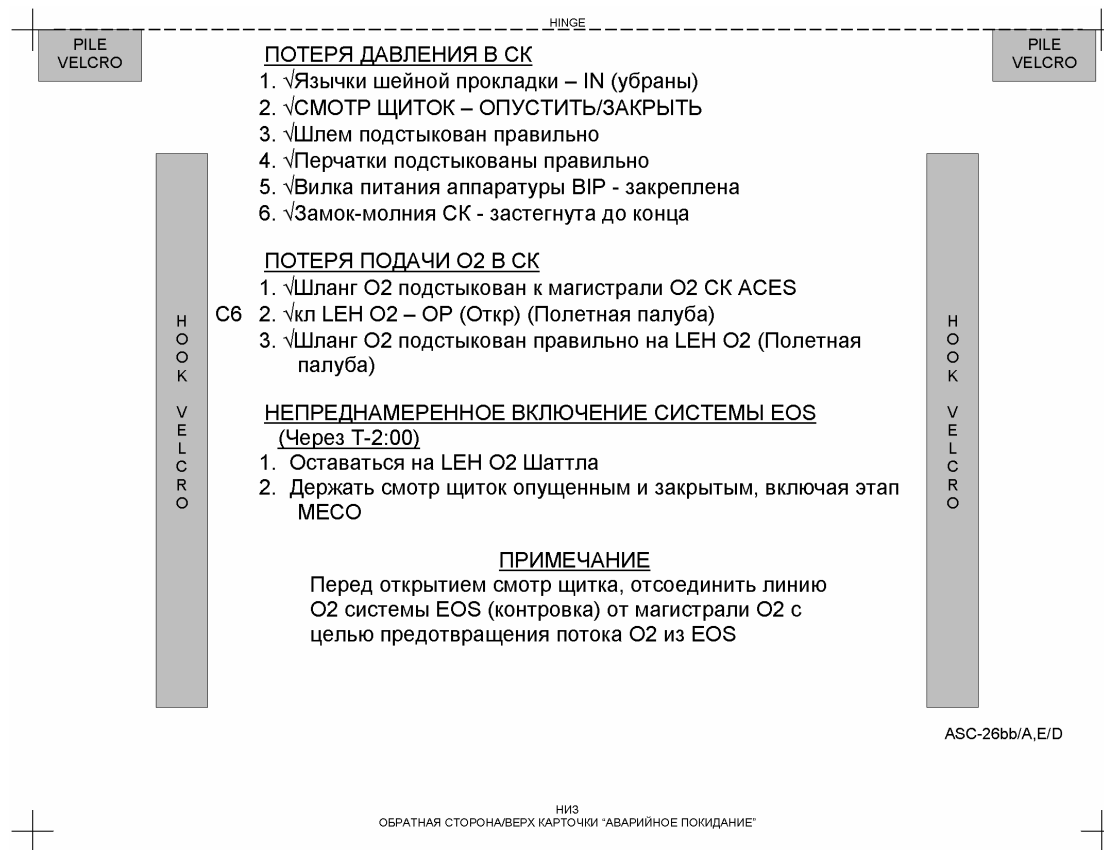 HINGE
PILE
VELCRO
PILE
VELCRO
ПОТЕРЯ ДАВЛЕНИЯ В СК
1. √Язычки шейной прокладки – IN (убраны)
2. √СМОТР ЩИТОК – ОПУСТИТЬ/ЗАКРЫТЬ
3. √Шлем подстыкован правильно
4. √Перчатки подстыкованы правильно
5. √Вилка питания аппаратуры BIP - закреплена
6. √Замок-молния СК - застегнута до конца
ПОТЕРЯ ПОДАЧИ О2 В СК
1. √Шланг О2 подстыкован к магистрали О2 СК ACES
C6 2. √кл LEH О2 – OP (Откр) (Полетная палуба)
3. √Шланг О2 подстыкован правильно на LEH О2 (Полетная
палуба)
НЕПРЕДНАМЕРЕННОЕ ВКЛЮЧЕНИЕ СИСТЕМЫ EOS
(Через Т-2:00)
1. Оставаться на LEH О2 Шаттла
2. Держать смотр щиток опущенным и закрытым, включая этап
MECO
ПРИМЕЧАНИЕ
Перед открытием смотр щитка, отсоединить линию
О2 системы EOS (контровка) от магистрали О2 с
целью предотвращения потока О2 из EOS
HOOK VELCRO
HOOK VELCRO
ASC-26bb/A,E/D
НИЗ
ОБРАТНАЯ СТОРОНА/ВЕРХ КАРТОЧКИ “АВАРИЙНОЕ ПОКИДАНИЕ”